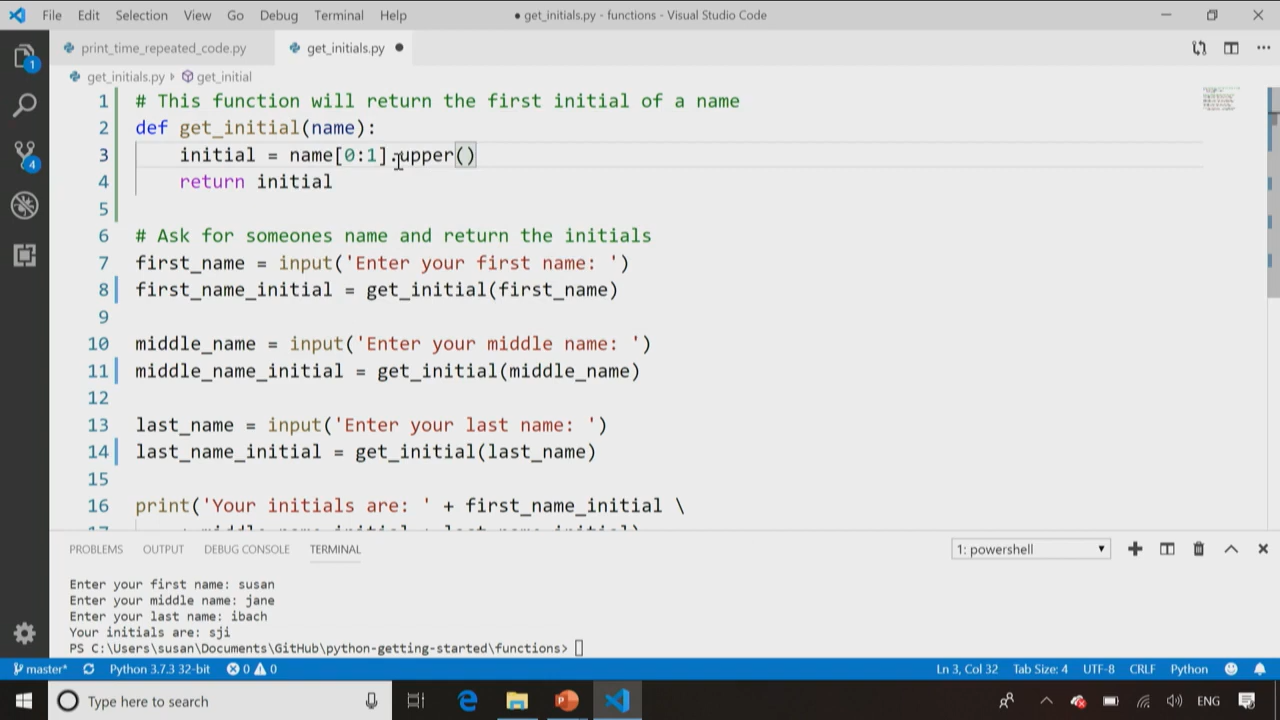 File Edit Selection View Go Debug Terminal Help ● get_initials.py - functions - Visual Studio Code
print_time_repeated_code.py get_initials.py
get_initials.py get_initial
1 # This function will return the first initial of a name
2 def get_initial(name):
3 initial = name[0:1].upper()
4 return initial
5
6 # Ask for someones name and return the initials
7 first_name = input('Enter your first name: ')
8 first_name_initial = get_initial(first_name)
9
10 middle_name = input('Enter your middle name: ')
11 middle_name_initial = get_initial(middle_name)
12
13 last_name = input('Enter your last name: ')
14 last_name_initial = get_initial(last_name)
15
16 print('Your initials are: ' + first_name_initial \
PROBLEMS OUTPUT DEBUG CONSOLE TERMINAL 1: powershell
Enter your first name: susan
Enter your middle name: jane
Enter your last name: ibach
Your initials are: sji
PS C:\Users\susan\Documents\GitHub\python-getting-started\functions>
master* Python 3.7.3 32-bit 0 0 Ln 3, Col 32 Tab Size: 4 UTF-8 CRLF Python
Type here to search ENG